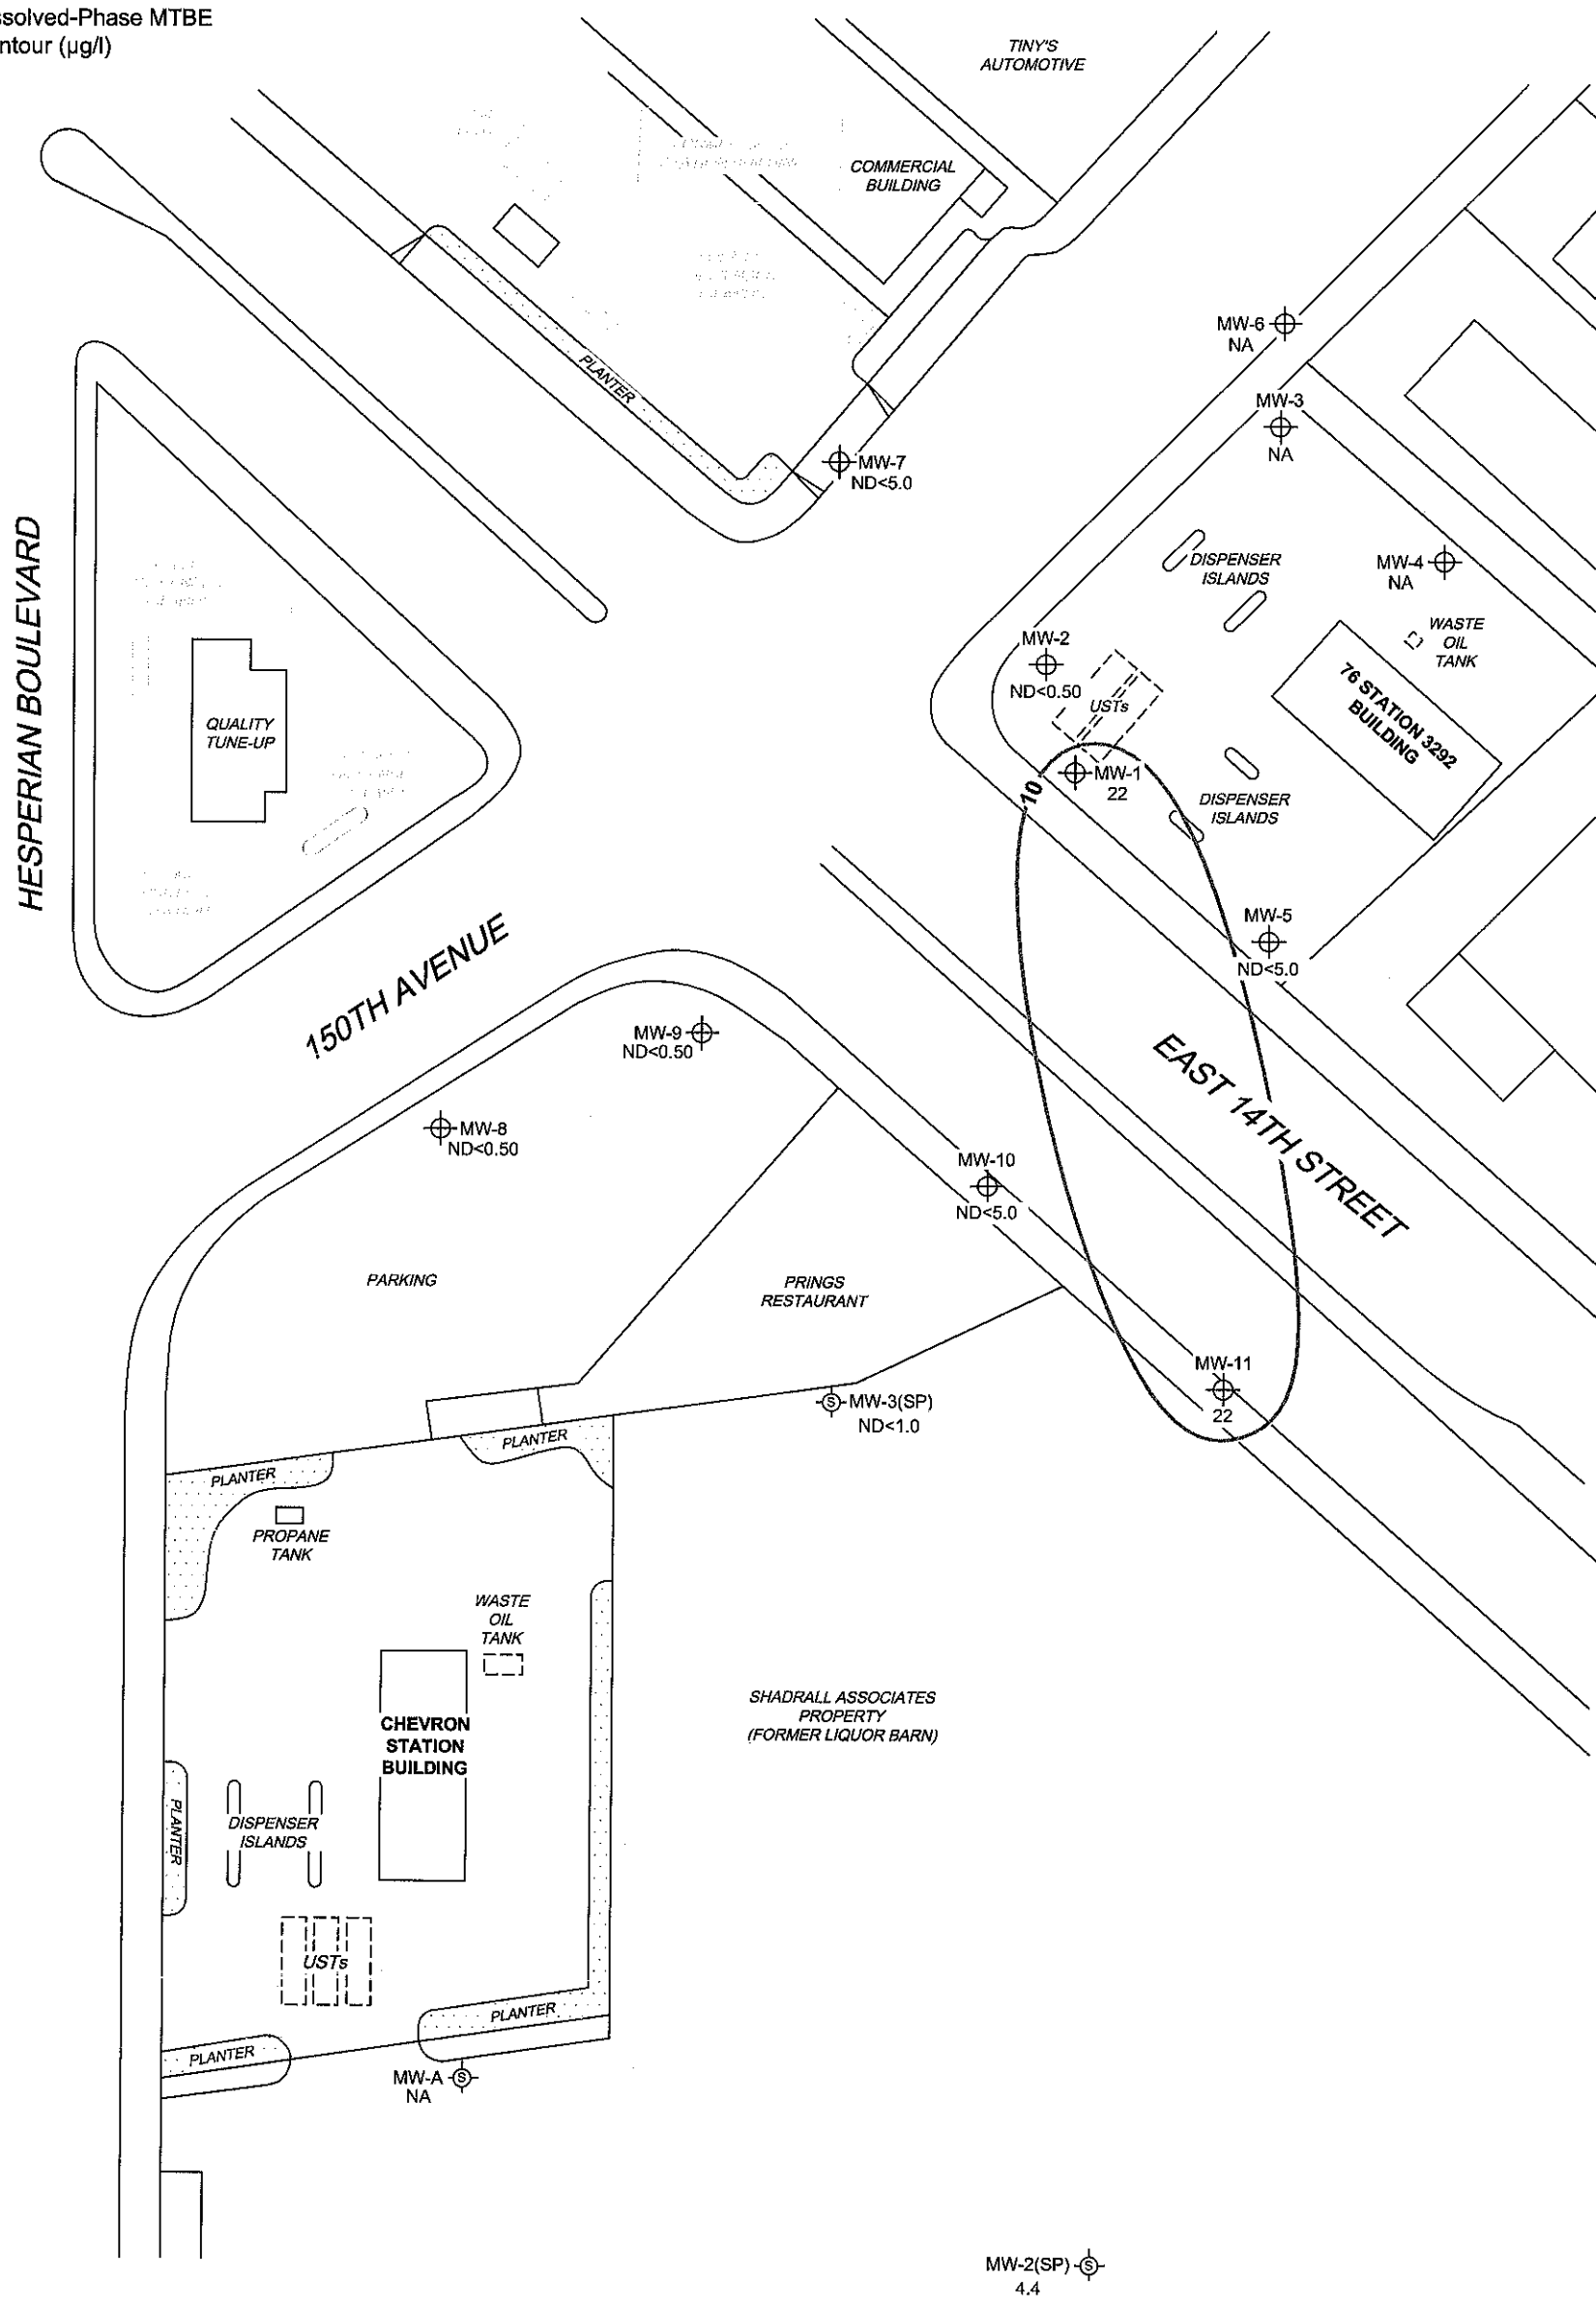 ssolved-Phase MTBE
ntour (µg/l)
TINY'S
AUTOMOTIVE
COMMERCIAL
BUILDING
PLANTER
MW-6
NA
MW-3
NA
MW-7
ND<5.0
DISPENSER
ISLANDS
MW-4
NA
WASTE
OIL
TANK
MW-2
ND<0.50
USTs
76 STATION 3292
BUILDING
HESPERIAN BOULEVARD
QUALITY
TUNE-UP
10
MW-1
22
DISPENSER
ISLANDS
MW-5
ND<5.0
150TH AVENUE
MW-9
ND<0.50
EAST 14TH STREET
MW-8
ND<0.50
MW-10
ND<5.0
PARKING
PRINGS
RESTAURANT
MW-11
22
S
MW-3(SP)
ND<1.0
PLANTER
PLANTER
PROPANE
TANK
WASTE
OIL
TANK
CHEVRON
STATION
BUILDING
SHADRALL ASSOCIATES
PROPERTY
(FORMER LIQUOR BARN)
PLANTER
DISPENSER
ISLANDS
USTs
PLANTER
PLANTER
MW-A
S
NA
MW-2(SP)
S
4.4